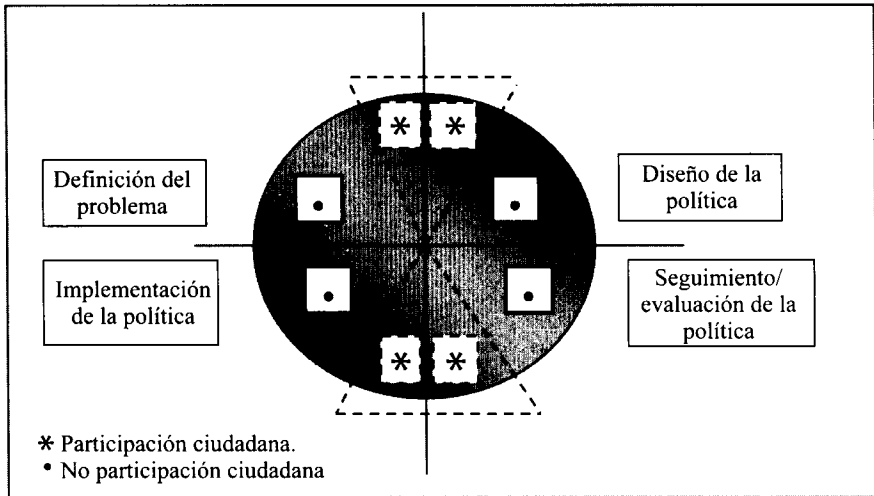 Definición del
problema
Diseño de la
política
Implementación
de la política
Seguimiento/
evaluación de la
política
* Participación ciudadana.
• No participación ciudadana